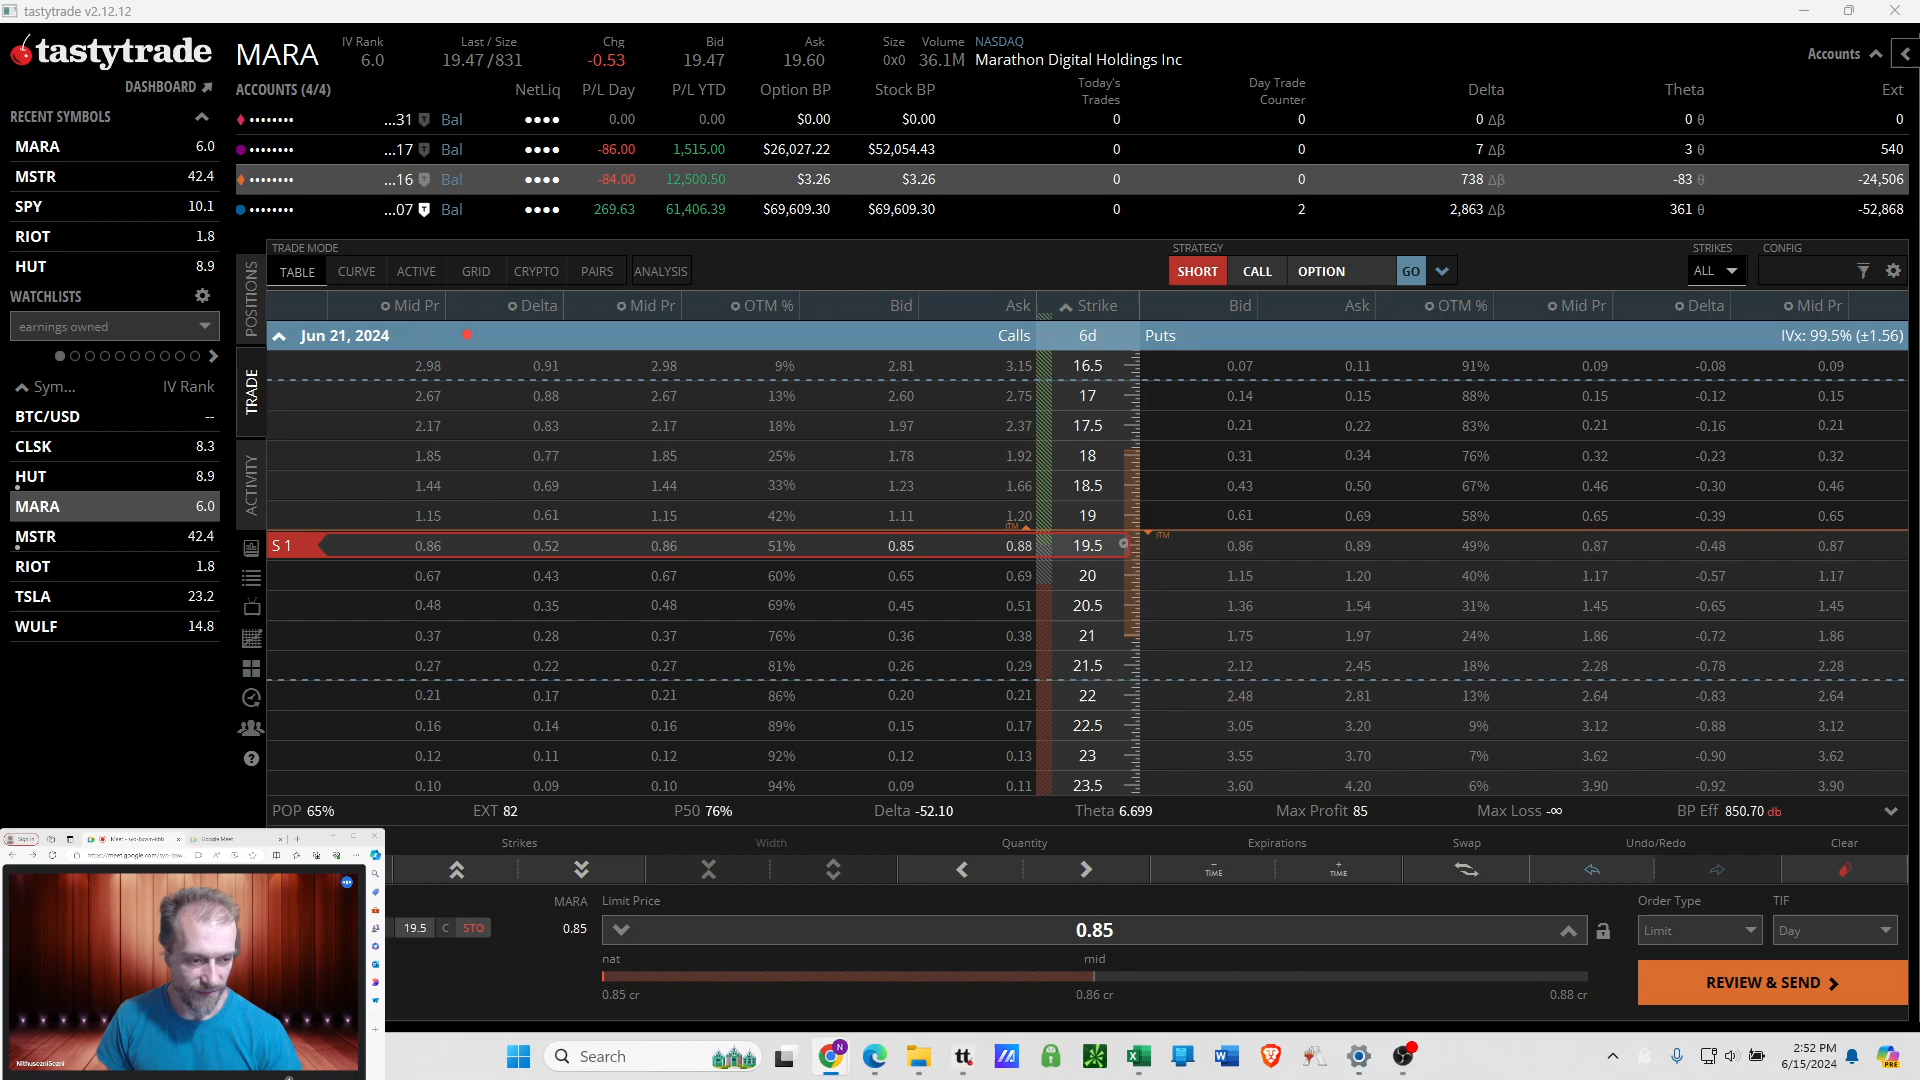 tastytrade v2.12.12
tastytrade
DASHBOARD
MARA
IV Rank
6.0
Last / Size
19.47 /831
Chg
-0.53
Bid
19.47
Ask
19.60
Size
0x0
Volume
36.1M
NASDAQ
Marathon Digital Holdings Inc
Accounts
ACCOUNTS (4/4) NetLiq P/L Day P/L YTD Option BP Stock BP Today's Trades Day Trade Counter Delta Theta Ext
...31 Bal 0.00 0.00 $0.00 $0.00 0 0 0 Δβ 0 θ 0
...17 Bal -86.00 1,515.00 $26,027.22 $52,054.43 0 0 7 Δβ 3 θ 540
...16 Bal -84.00 12,500.50 $3.26 $3.26 0 0 738 Δβ -83 θ -24,506
...07 Bal 269.63 61,406.39 $69,609.30 $69,609.30 0 2 2,863 Δβ 361 θ -52,868
RECENT SYMBOLS
MARA 6.0
MSTR 42.4
SPY 10.1
RIOT 1.8
HUT 8.9
WATCHLISTS
earnings owned
Sym... IV Rank
BTC/USD --
CLSK 8.3
HUT 8.9
MARA 6.0
MSTR 42.4
RIOT 1.8
TSLA 23.2
WULF 14.8
POSITIONS
TRADE
ACTIVITY
TRADE MODE
TABLE CURVE ACTIVE GRID CRYPTO PAIRS ANALYSIS
STRATEGY
SHORT CALL OPTION GO
STRIKES
ALL
CONFIG
Mid Pr Delta Mid Pr OTM % Bid Ask Strike Bid Ask OTM % Mid Pr Delta Mid Pr
Jun 21, 2024 Calls 6d Puts IVx: 99.5% (±1.56)
2.98 0.91 2.98 9% 2.81 3.15 16.5 0.07 0.11 91% 0.09 -0.08 0.09
2.67 0.88 2.67 13% 2.60 2.75 17 0.14 0.15 88% 0.15 -0.12 0.15
2.17 0.83 2.17 18% 1.97 2.37 17.5 0.21 0.22 83% 0.21 -0.16 0.21
1.85 0.77 1.85 25% 1.78 1.92 18 0.31 0.34 76% 0.32 -0.23 0.32
1.44 0.69 1.44 33% 1.23 1.66 18.5 0.43 0.50 67% 0.46 -0.30 0.46
1.15 0.61 1.15 42% 1.11 1.20 19 0.61 0.69 58% 0.65 -0.39 0.65
ITM ITM
S 1 0.86 0.52 0.86 51% 0.85 0.88 19.5 0.86 0.89 49% 0.87 -0.48 0.87
0.67 0.43 0.67 60% 0.65 0.69 20 1.15 1.20 40% 1.17 -0.57 1.17
0.48 0.35 0.48 69% 0.45 0.51 20.5 1.36 1.54 31% 1.45 -0.65 1.45
0.37 0.28 0.37 76% 0.36 0.38 21 1.75 1.97 24% 1.86 -0.72 1.86
0.27 0.22 0.27 81% 0.26 0.29 21.5 2.12 2.45 18% 2.28 -0.78 2.28
0.21 0.17 0.21 86% 0.20 0.21 22 2.48 2.81 13% 2.64 -0.83 2.64
0.16 0.14 0.16 89% 0.15 0.17 22.5 3.05 3.20 9% 3.12 -0.88 3.12
0.12 0.11 0.12 92% 0.12 0.13 23 3.55 3.70 7% 3.62 -0.90 3.62
0.10 0.09 0.10 94% 0.09 0.11 23.5 3.60 4.20 6% 3.90 -0.92 3.90
POP 65% EXT 82 P50 76% Delta -52.10 Theta 6.699 Max Profit 85 Max Loss -∞ BP Eff 850.70 db
Strikes Width Quantity Expirations Swap Undo/Redo Clear
TIME TIME
MARA Limit Price Order Type TIF
19.5 C STO 0.85 0.85 Limit Day
nat mid
0.85 cr 0.86 cr 0.88 cr
REVIEW & SEND
Google Meet
Search
2:52 PM
6/15/2024